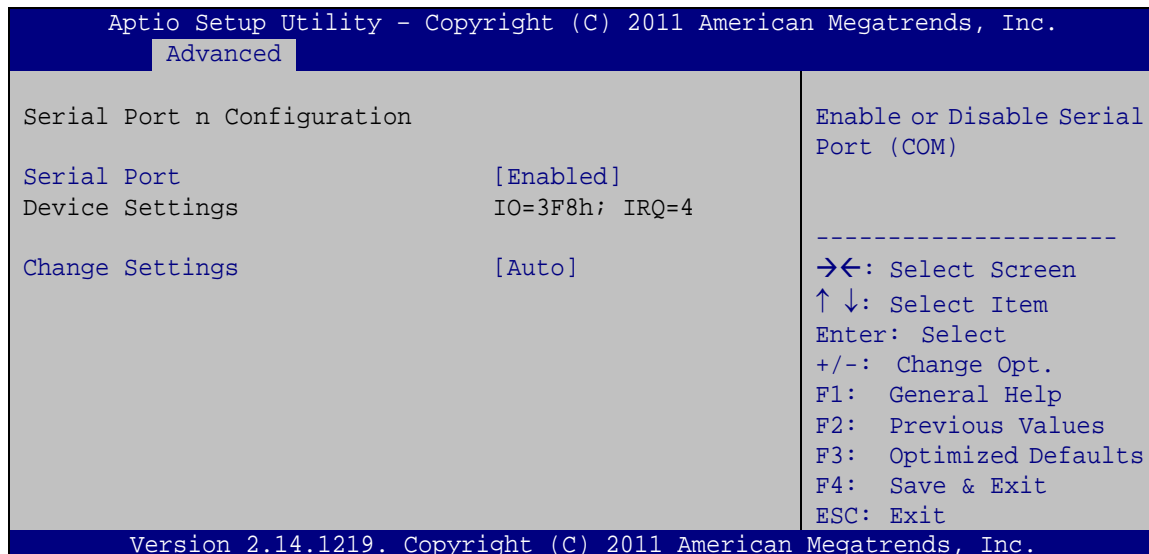 Aptio Setup Utility – Copyright (C) 2011 American Megatrends, Inc.
Advanced
Serial Port n Configuration
Serial Port [Enabled]
Device Settings IO=3F8h; IRQ=4
Change Settings [Auto]
Enable or Disable Serial
Port (COM)
----------------------
→←: Select Screen
↑ ↓: Select Item
Enter: Select
+/-: Change Opt.
F1: General Help
F2: Previous Values
F3: Optimized Defaults
F4: Save & Exit
ESC: Exit
Version 2.14.1219. Copyright (C) 2011 American Megatrends, Inc.